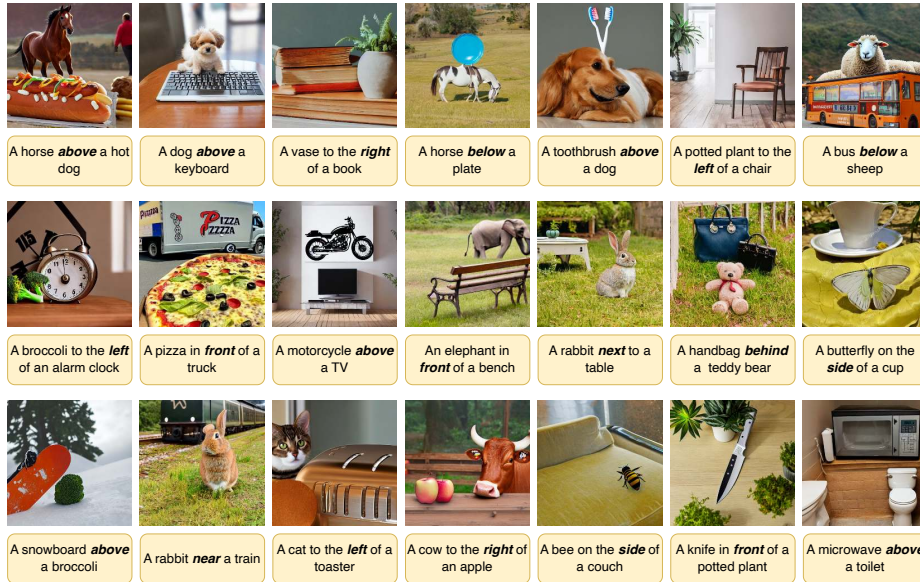 A horse above a hot
dog
A dog above a
keyboard
A vase to the right
of a book
A horse below a
plate
A toothbrush above
a dog
A potted plant to the
left of a chair
A bus below a
sheep
Pizza
PIZZA
PZZZZA
A broccoli to the left
of an alarm clock
A pizza in front of a
truck
A motorcycle above
a TV
An elephant in
front of a bench
A rabbit next to a
table
A handbag behind
a teddy bear
A butterfly on the
side of a cup
A snowboard above
a broccoli
A rabbit near a train
A cat to the left of a
toaster
A cow to the right of
an apple
A bee on the side of
a couch
A knife in front of a
potted plant
A microwave above
a toilet